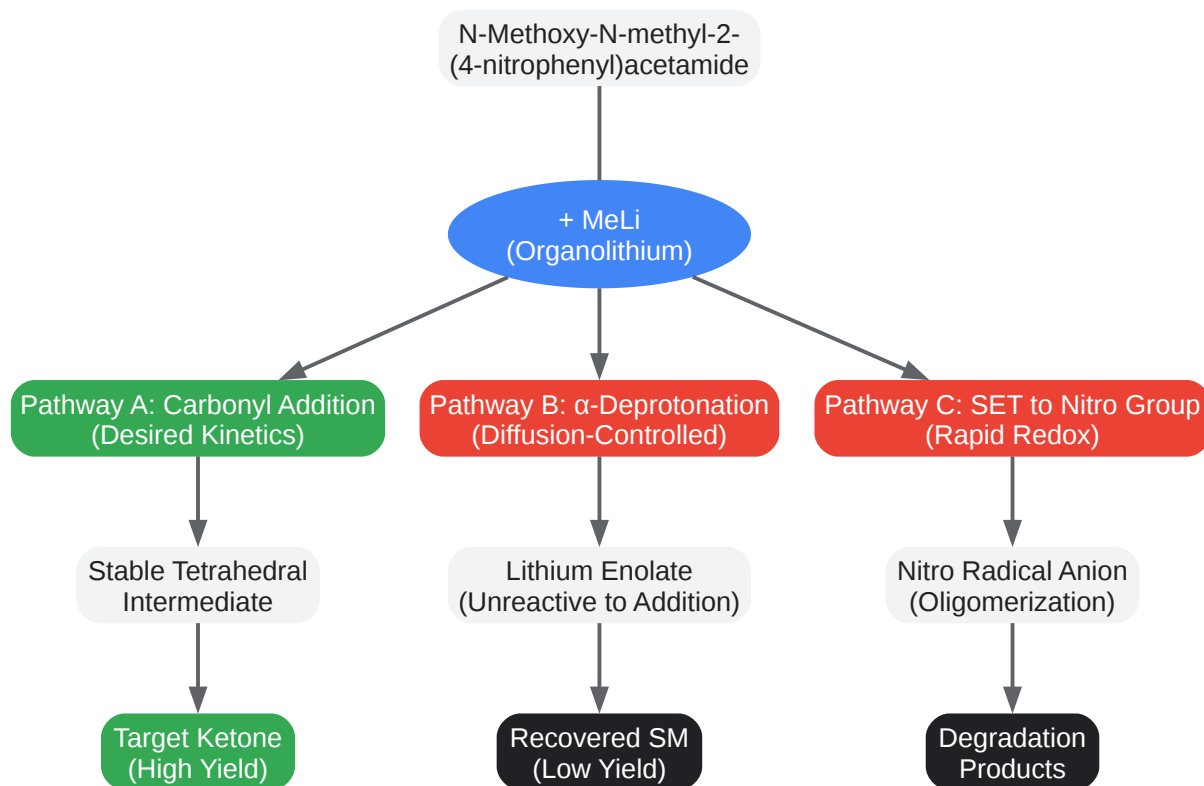 N-Methoxy-N-methyl-2-
(4-nitrophenyl)acetamide
+ MeLi
(Organolithium)
Pathway A: Carbonyl Addition
(Desired Kinetics)
Pathway B: α-Deprotonation
(Diffusion-Controlled)
Pathway C: SET to Nitro Group
(Rapid Redox)
Stable Tetrahedral
Intermediate
Lithium Enolate
(Unreactive to Addition)
Nitro Radical Anion
(Oligomerization)
Target Ketone
(High Yield)
Recovered SM
(Low Yield)
Degradation
Products